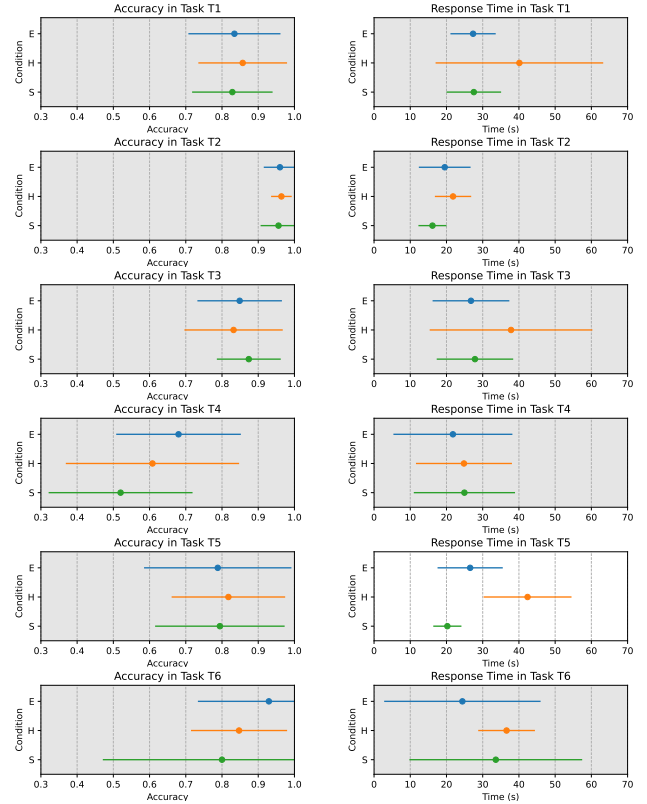 Accuracy in Task T1
Condition
E
H
S
0.3 0.4 0.5 0.6 0.7 0.8 0.9 1.0
Accuracy
Response Time in Task T1
Condition
E
H
S
0 10 20 30 40 50 60 70
Time (s)
Accuracy in Task T2
Condition
E
H
S
0.3 0.4 0.5 0.6 0.7 0.8 0.9 1.0
Accuracy
Response Time in Task T2
Condition
E
H
S
0 10 20 30 40 50 60 70
Time (s)
Accuracy in Task T3
Condition
E
H
S
0.3 0.4 0.5 0.6 0.7 0.8 0.9 1.0
Accuracy
Response Time in Task T3
Condition
E
H
S
0 10 20 30 40 50 60 70
Time (s)
Accuracy in Task T4
Condition
E
H
S
0.3 0.4 0.5 0.6 0.7 0.8 0.9 1.0
Accuracy
Response Time in Task T4
Condition
E
H
S
0 10 20 30 40 50 60 70
Time (s)
Accuracy in Task T5
Condition
E
H
S
0.3 0.4 0.5 0.6 0.7 0.8 0.9 1.0
Accuracy
Response Time in Task T5
Condition
E
H
S
0 10 20 30 40 50 60 70
Time (s)
Accuracy in Task T6
Condition
E
H
S
0.3 0.4 0.5 0.6 0.7 0.8 0.9 1.0
Accuracy
Response Time in Task T6
Condition
E
H
S
0 10 20 30 40 50 60 70
Time (s)